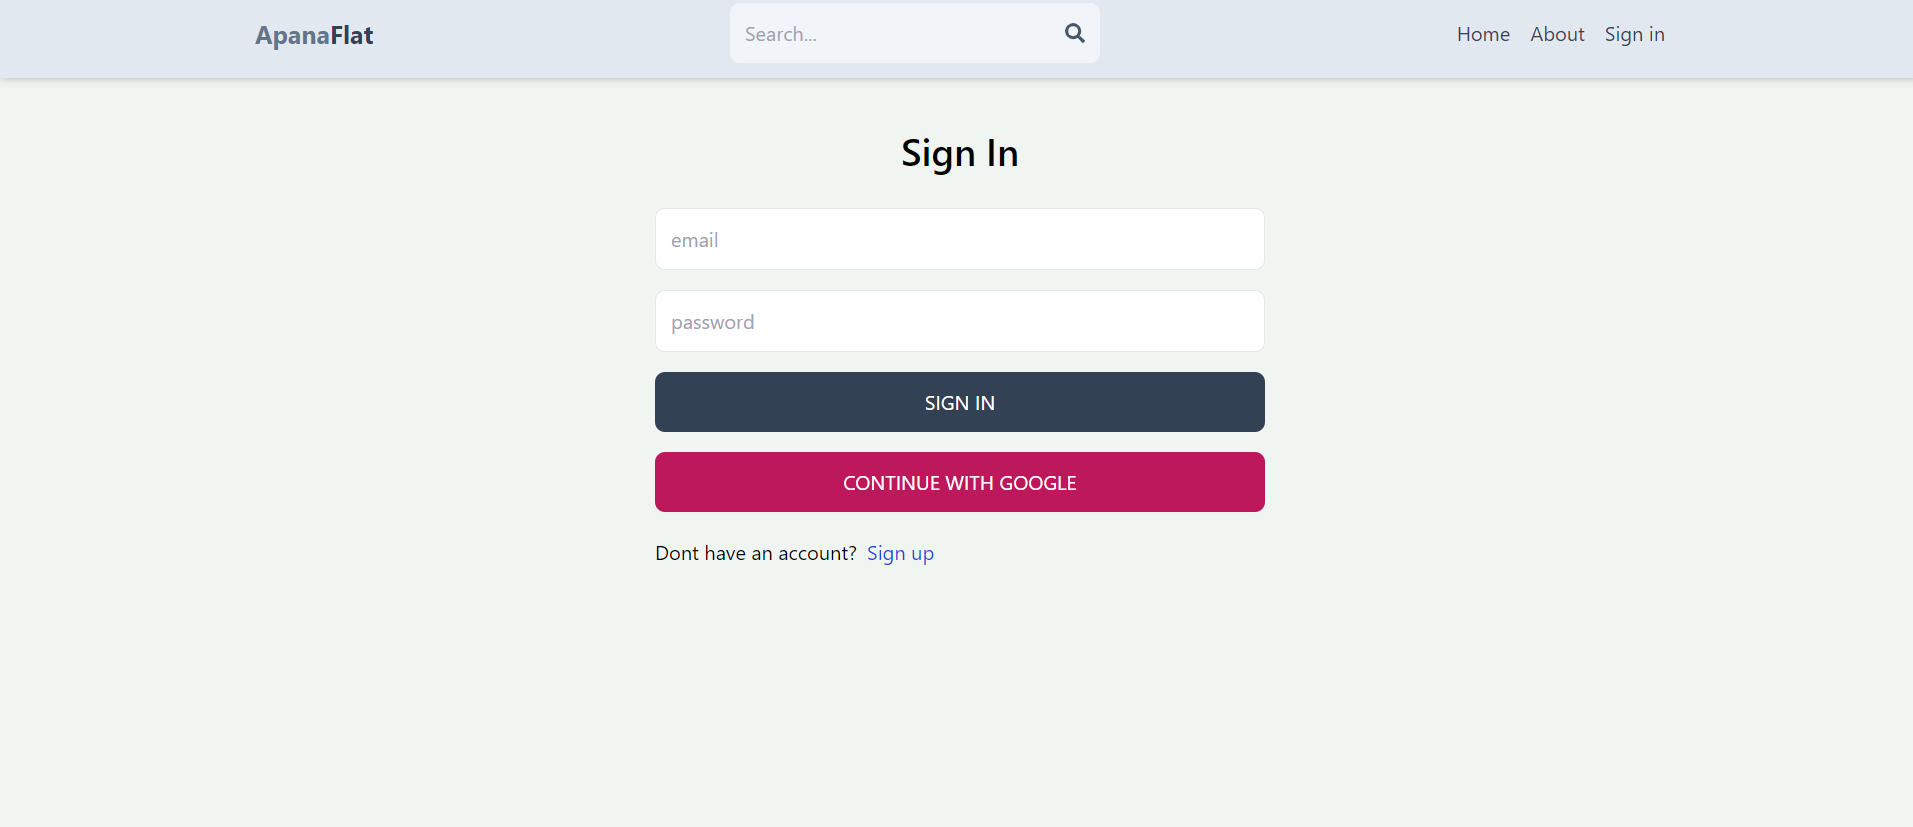 ApanaFlat
Search...
Home About Sign in
Sign In
email
password
SIGN IN
CONTINUE WITH GOOGLE
Dont have an account? Sign up